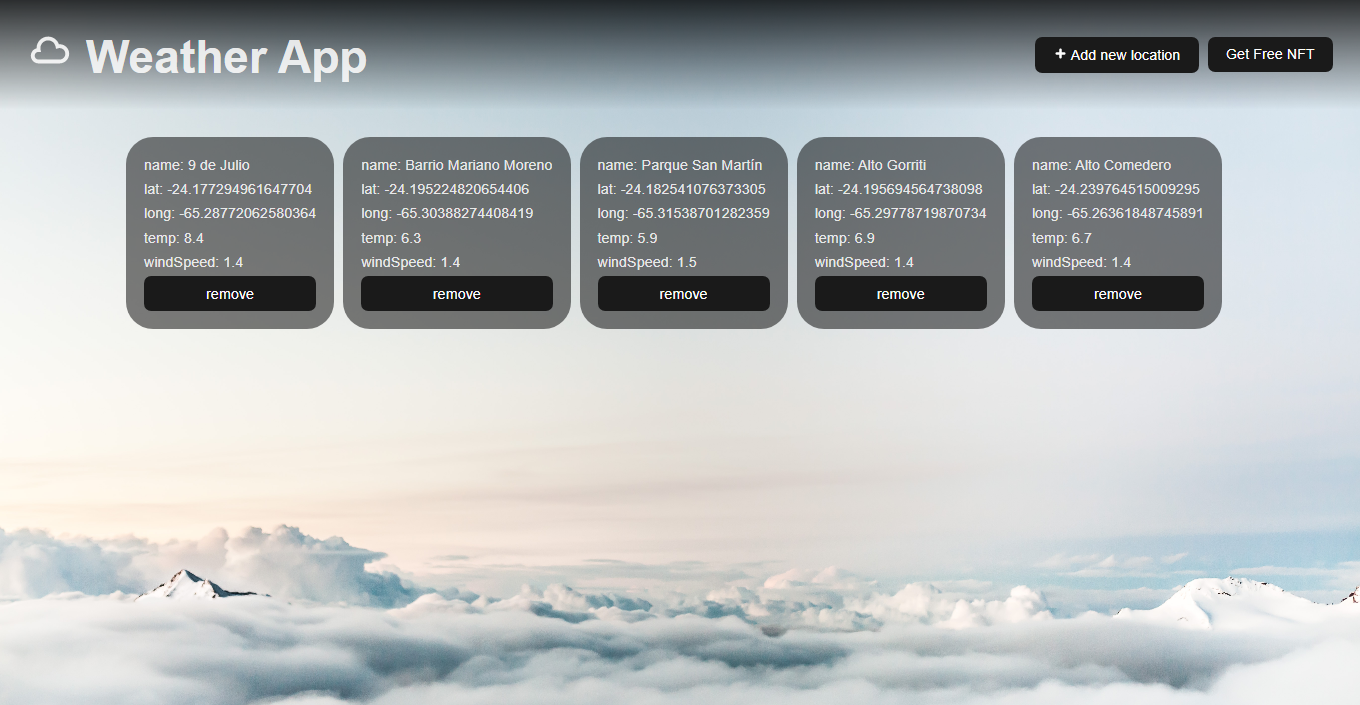 Weather App
+ Add new location
Get Free NFT
name: 9 de Julio
lat: -24.177294961647704
long: -65.28772062580364
temp: 8.4
windSpeed: 1.4
remove
name: Barrio Mariano Moreno
lat: -24.195224820654406
long: -65.30388274408419
temp: 6.3
windSpeed: 1.4
remove
name: Parque San Martín
lat: -24.182541076373305
long: -65.31538701282359
temp: 5.9
windSpeed: 1.5
remove
name: Alto Gorriti
lat: -24.195694564738098
long: -65.29778719870734
temp: 6.9
windSpeed: 1.4
remove
name: Alto Comedero
lat: -24.239764515009295
long: -65.26361848745891
temp: 6.7
windSpeed: 1.4
remove